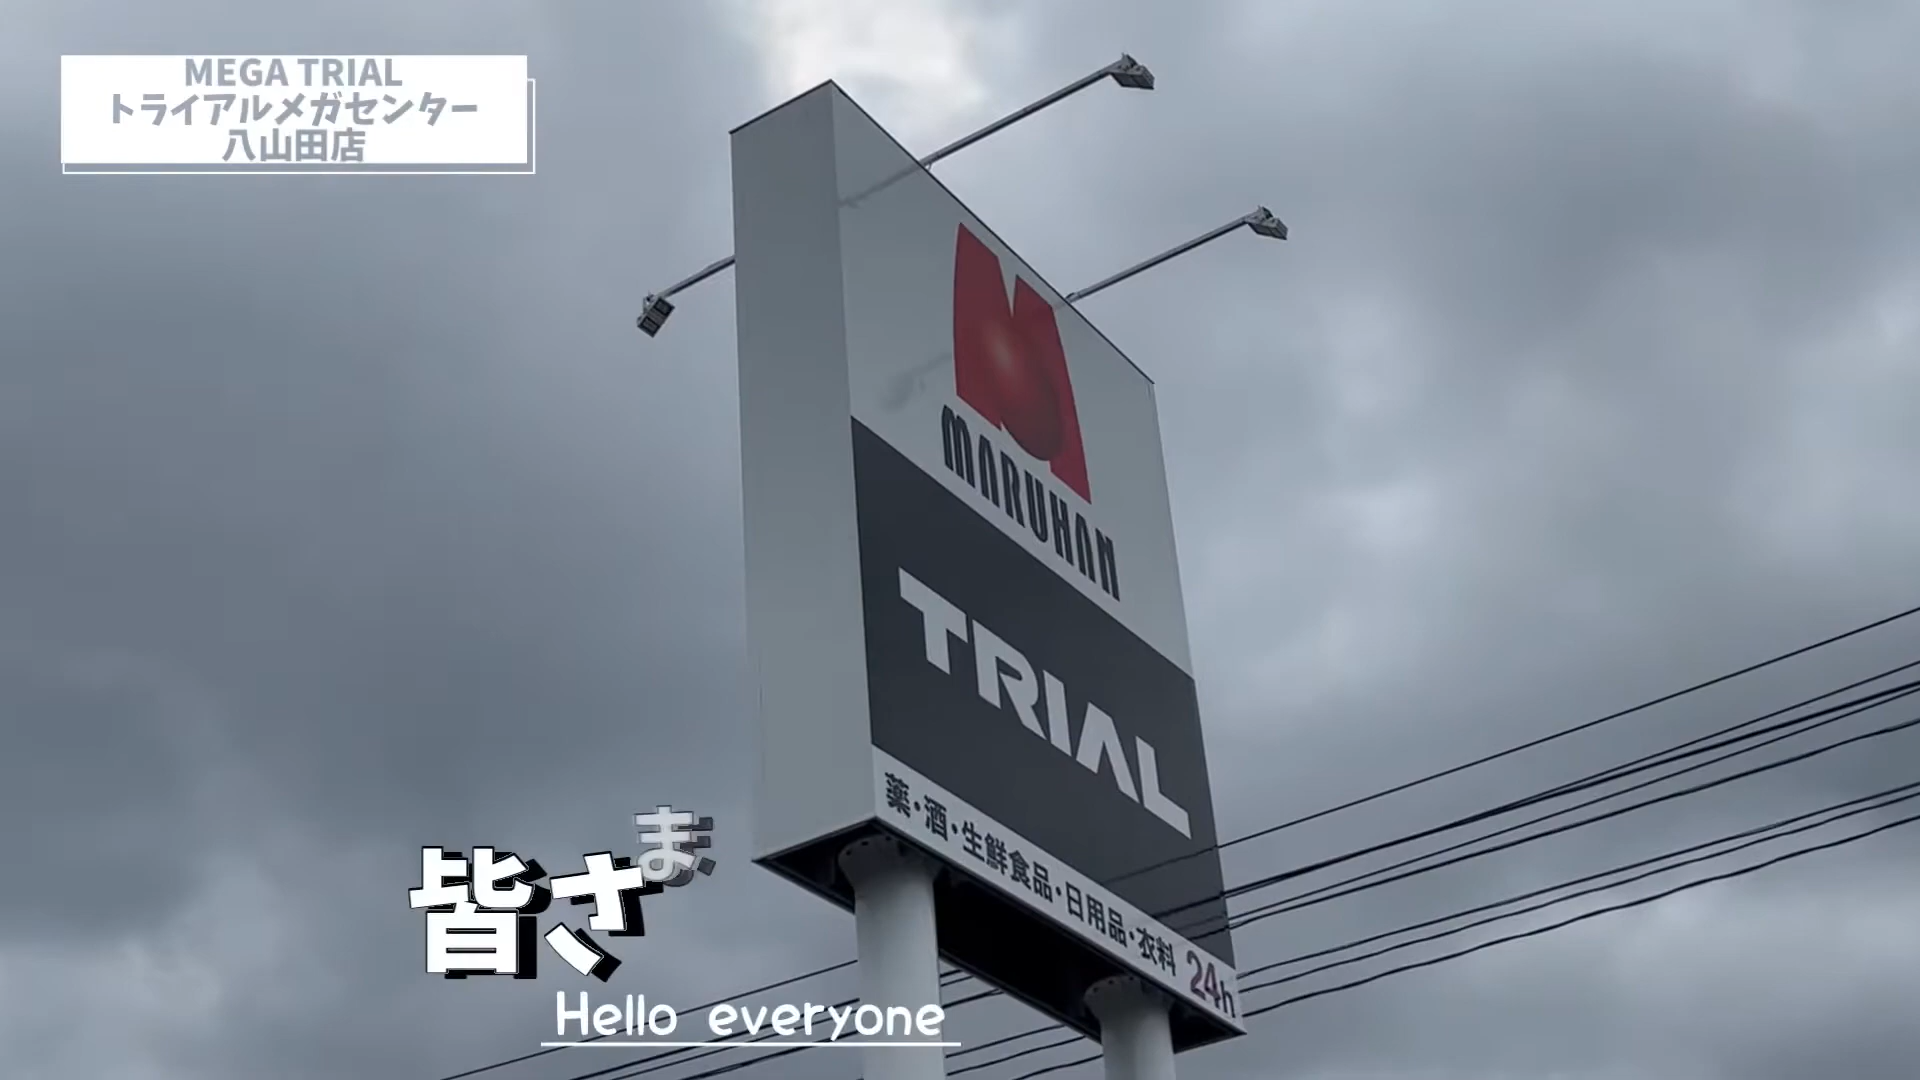 MEGA TRIAL
トライアルメガセンター
八山田店
MARUHAN
TRIAL
薬・酒・生鮮食品・日用品・衣料 24h
皆さま
Hello everyone